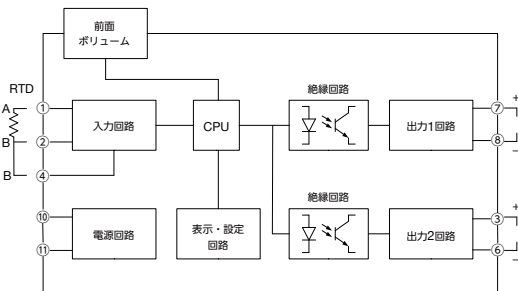 前面
ボリューム
RTD
絶縁回路
A ①
+
⑦
入力回路
CPU
出力1回路
B ②
⑧
−
B ④
絶縁回路
+
⑩
③
電源回路
表示・設定
回路
出力2回路
⑪
⑥
−